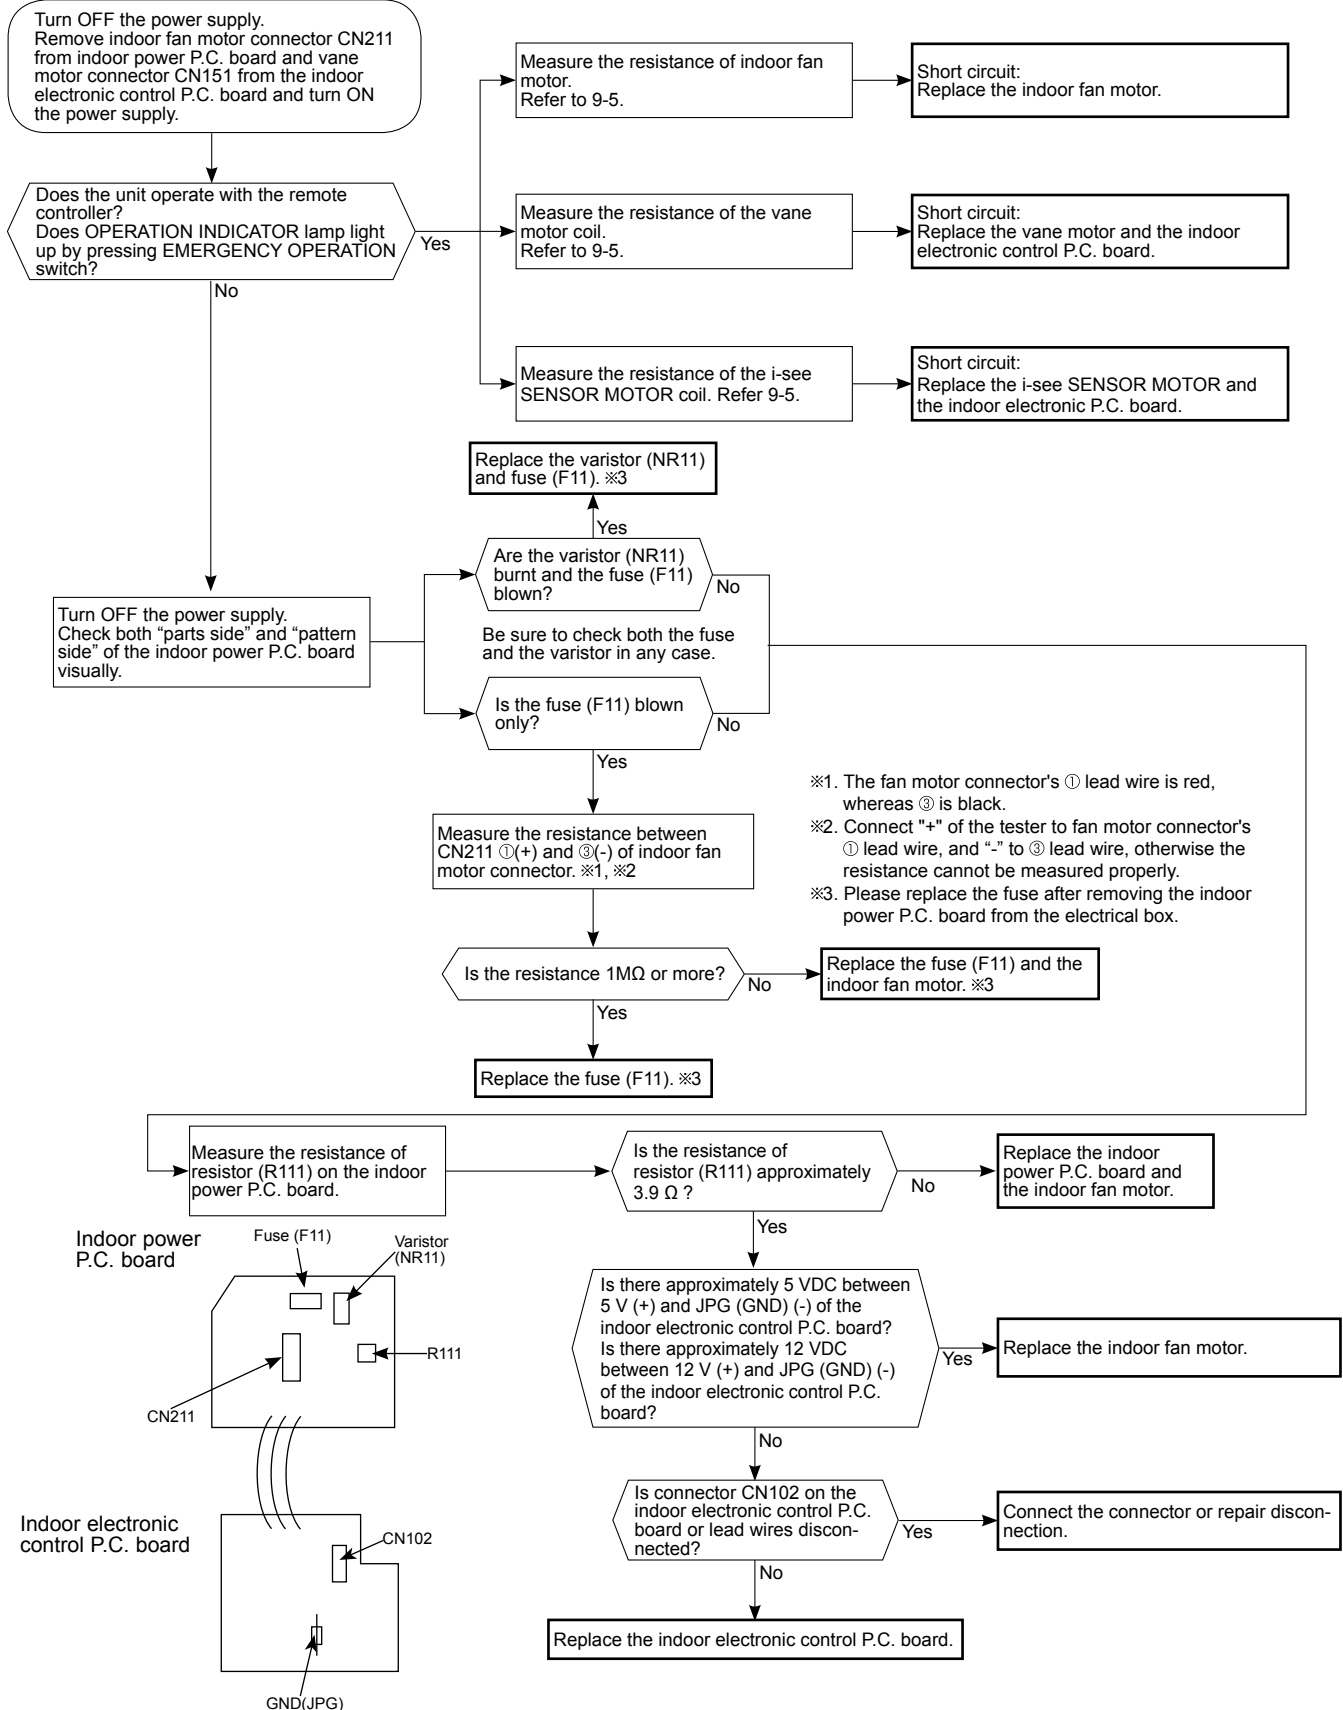 Turn OFF the power supply.
Remove indoor fan motor connector CN211
from indoor power P.C. board and vane
motor connector CN151 from the indoor
electronic control P.C. board and turn ON
the power supply.
Does the unit operate with the remote
controller?
Does OPERATION INDICATOR lamp light
up by pressing EMERGENCY OPERATION
switch?
Yes
No
Measure the resistance of indoor fan
motor.
Refer to 9-5.
Short circuit:
Replace the indoor fan motor.
Measure the resistance of the vane
motor coil.
Refer to 9-5.
Short circuit:
Replace the vane motor and the indoor
electronic control P.C. board.
Measure the resistance of the i-see
SENSOR MOTOR coil. Refer 9-5.
Short circuit:
Replace the i-see SENSOR MOTOR and
the indoor electronic P.C. board.
Replace the varistor (NR11)
and fuse (F11). ※3
Yes
Are the varistor (NR11)
burnt and the fuse (F11)
blown?
No
Turn OFF the power supply.
Check both “parts side” and “pattern
side” of the indoor power P.C. board
visually.
Be sure to check both the fuse
and the varistor in any case.
Is the fuse (F11) blown
only?
No
Yes
Measure the resistance between
CN211 ①(+) and ③(-) of indoor fan
motor connector. ※1, ※2
※1. The fan motor connector's ① lead wire is red,
whereas ③ is black.
※2. Connect "+" of the tester to fan motor connector's
① lead wire, and “-” to ③ lead wire, otherwise the
resistance cannot be measured properly.
※3. Please replace the fuse after removing the indoor
power P.C. board from the electrical box.
Is the resistance 1MΩ or more?
No
Replace the fuse (F11) and the
indoor fan motor. ※3
Yes
Replace the fuse (F11). ※3
Measure the resistance of
resistor (R111) on the indoor
power P.C. board.
Is the resistance of
resistor (R111) approximately
3.9 Ω ?
No
Replace the indoor
power P.C. board and
the indoor fan motor.
Yes
Is there approximately 5 VDC between
5 V (+) and JPG (GND) (-) of the
indoor electronic control P.C. board?
Is there approximately 12 VDC
between 12 V (+) and JPG (GND) (-)
of the indoor electronic control P.C.
board?
Yes
Replace the indoor fan motor.
No
Is connector CN102 on the
indoor electronic control P.C.
board or lead wires discon-
nected?
Yes
Connect the connector or repair discon-
nection.
No
Replace the indoor electronic control P.C. board.
Indoor power
P.C. board
Fuse (F11)
Varistor
(NR11)
R111
CN211
Indoor electronic
control P.C. board
CN102
GND(JPG)